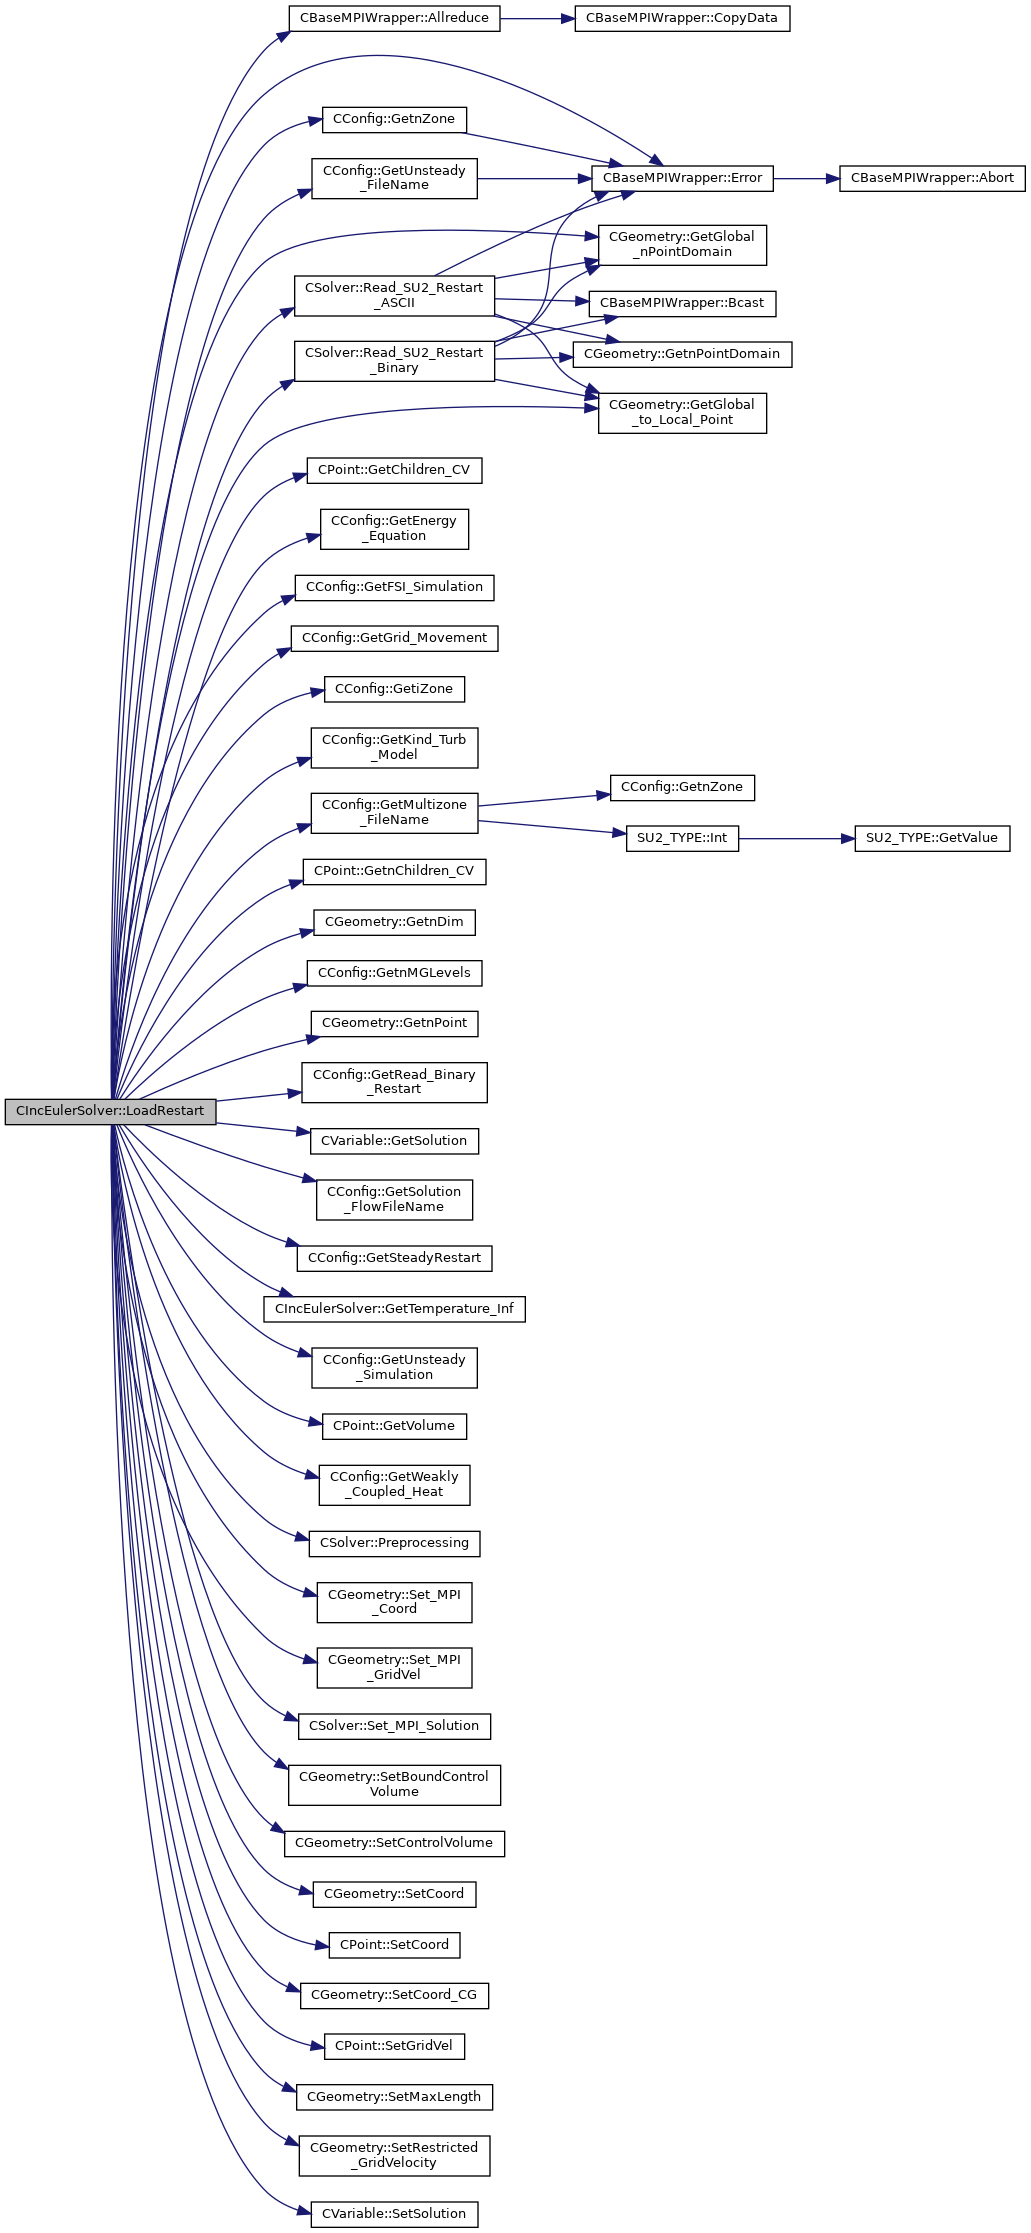 CBaseMPIWrapper::Allreduce
CBaseMPIWrapper::CopyData
CConfig::GetnZone
CConfig::GetUnsteady
_FileName
CBaseMPIWrapper::Error
CBaseMPIWrapper::Abort
CGeometry::GetGlobal
_nPointDomain
CSolver::Read_SU2_Restart
_ASCII
CBaseMPIWrapper::Bcast
CSolver::Read_SU2_Restart
_Binary
CGeometry::GetnPointDomain
CGeometry::GetGlobal
_to_Local_Point
CPoint::GetChildren_CV
CConfig::GetEnergy
_Equation
CConfig::GetFSI_Simulation
CConfig::GetGrid_Movement
CConfig::GetiZone
CConfig::GetKind_Turb
_Model
CConfig::GetMultizone
_FileName
CConfig::GetnZone
SU2_TYPE::Int
SU2_TYPE::GetValue
CPoint::GetnChildren_CV
CGeometry::GetnDim
CConfig::GetnMGLevels
CGeometry::GetnPoint
CConfig::GetRead_Binary
_Restart
CIncEulerSolver::LoadRestart
CVariable::GetSolution
CConfig::GetSolution
_FlowFileName
CConfig::GetSteadyRestart
CIncEulerSolver::GetTemperature_Inf
CConfig::GetUnsteady
_Simulation
CPoint::GetVolume
CConfig::GetWeakly
_Coupled_Heat
CSolver::Preprocessing
CGeometry::Set_MPI
_Coord
CGeometry::Set_MPI
_GridVel
CSolver::Set_MPI_Solution
CGeometry::SetBoundControl
Volume
CGeometry::SetControlVolume
CGeometry::SetCoord
CPoint::SetCoord
CGeometry::SetCoord_CG
CPoint::SetGridVel
CGeometry::SetMaxLength
CGeometry::SetRestricted
_GridVelocity
CVariable::SetSolution